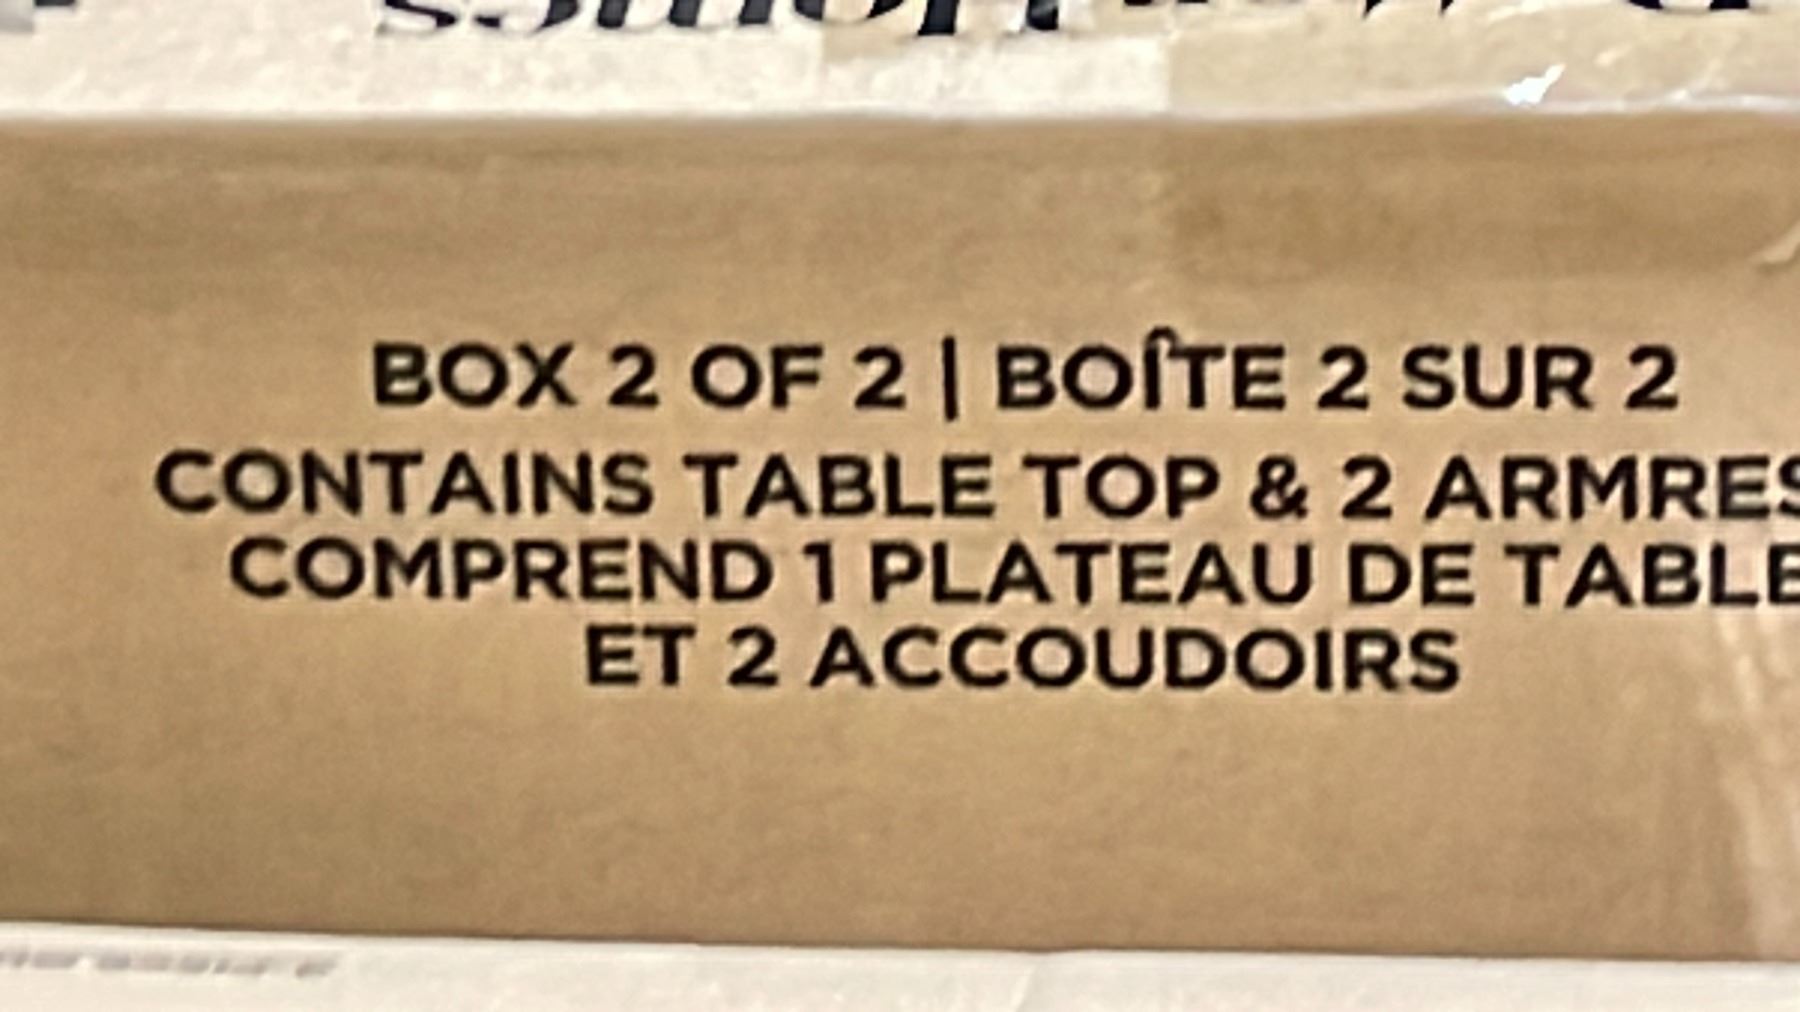 BOX 2 OF 2 | BOÎTE 2 SUR 2
CONTAINS TABLE TOP & 2 ARMRES
COMPREND 1 PLATEAU DE TABLE
ET 2 ACCOUDOIRS